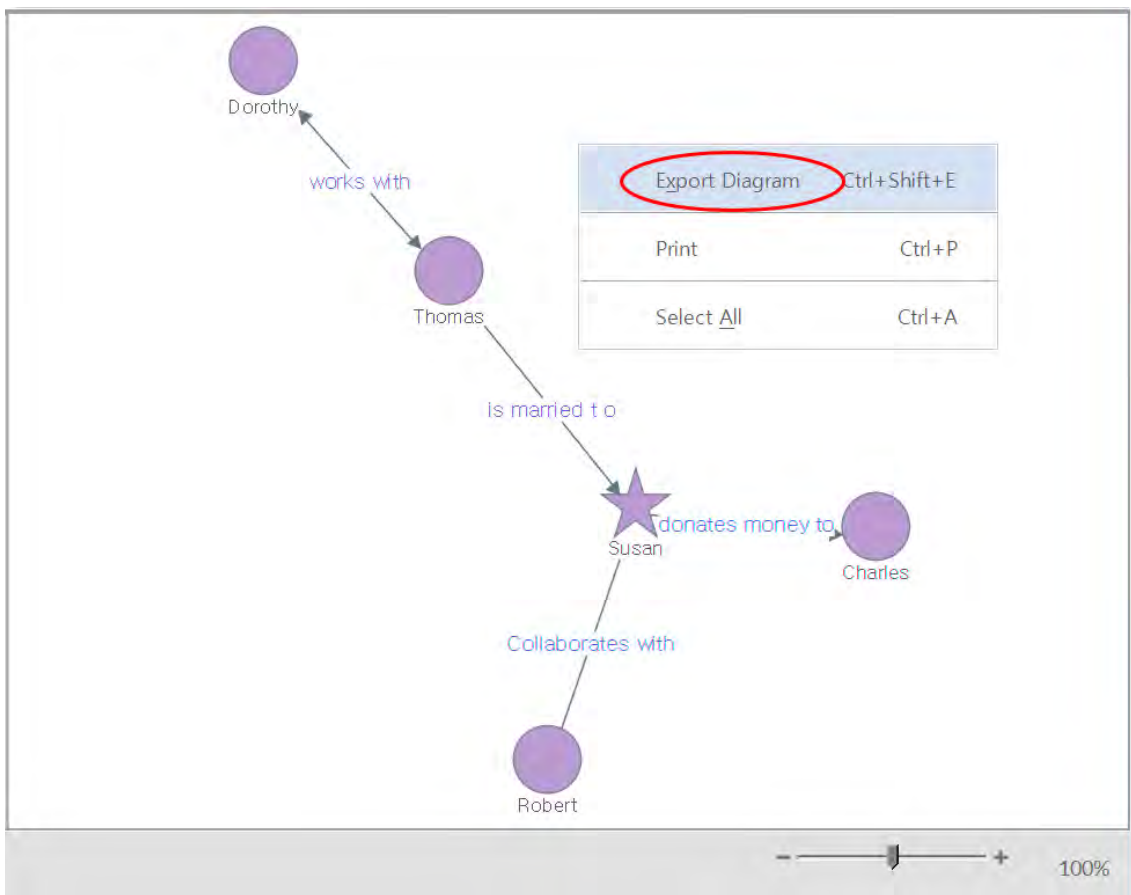 Dorothy
works with
Thomas
Export Diagram Ctrl+Shift+E
Print Ctrl+P
Select All Ctrl+A
is married to
Susan
donates money to
Charles
Collaborates with
Robert
100%